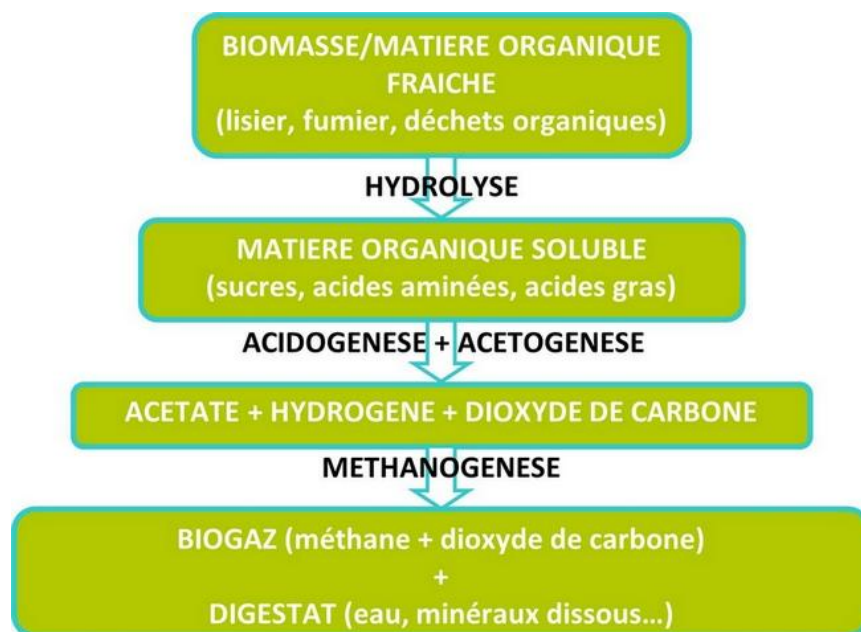 BIOMASSE/MATIERE ORGANIQUE
FRAICHE
(lisier, fumier, déchets organiques)
HYDROLYSE
MATIERE ORGANIQUE SOLUBLE
(sucres, acides aminées, acides gras)
ACIDOGENESE + ACETOGENESE
ACETATE + HYDROGENE + DIOXYDE DE CARBONE
METHANOGENESE
BIOGAZ (méthane + dioxyde de carbone)
+
DIGESTAT (eau, minéraux dissous...)